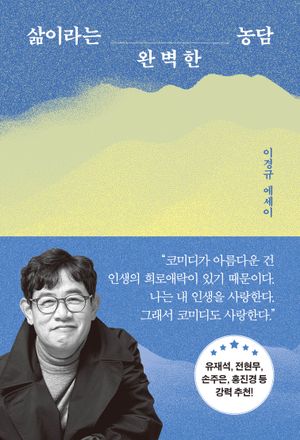 삶이라는 농담
완벽한
이경규 에세이
“코미디가 아름다운 건
인생의 희로애락이 있기 때문이다.
나는 내 인생을 사랑한다.
그래서 코미디도 사랑한다.”
유재석, 전현무,
손주은, 홍진경 등
강력 추천!